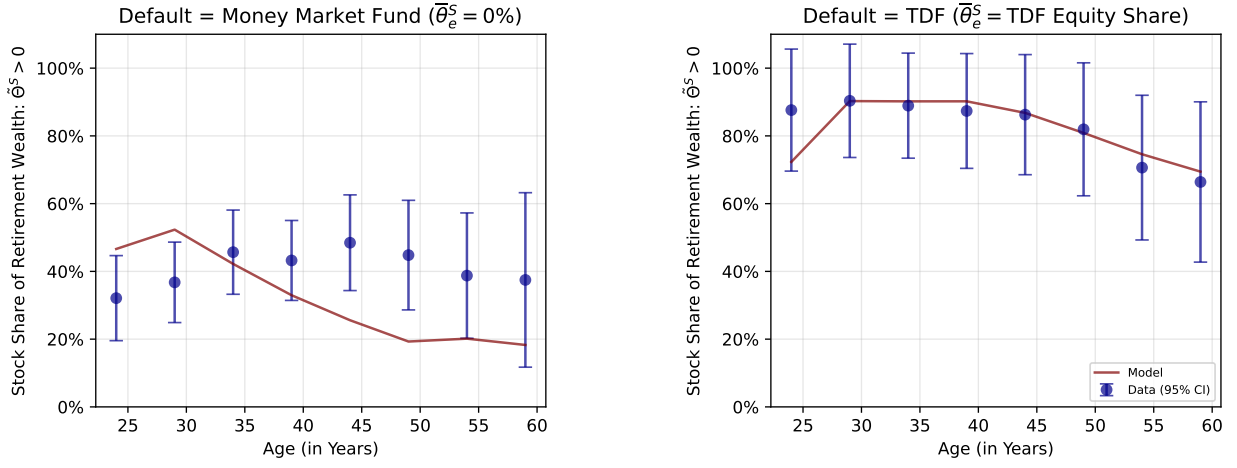 Default = Money Market Fund (θ̅ₑˢ = 0%)
Stock Share of Retirement Wealth: Θ̃ˢ > 0
100%
80%
60%
40%
20%
0%
25 30 35 40 45 50 55 60
Age (in Years)
Default = TDF (θ̅ₑˢ = TDF Equity Share)
Stock Share of Retirement Wealth: Θ̃ˢ > 0
100%
80%
60%
40%
20%
0%
Model
Data (95% CI)
25 30 35 40 45 50 55 60
Age (in Years)